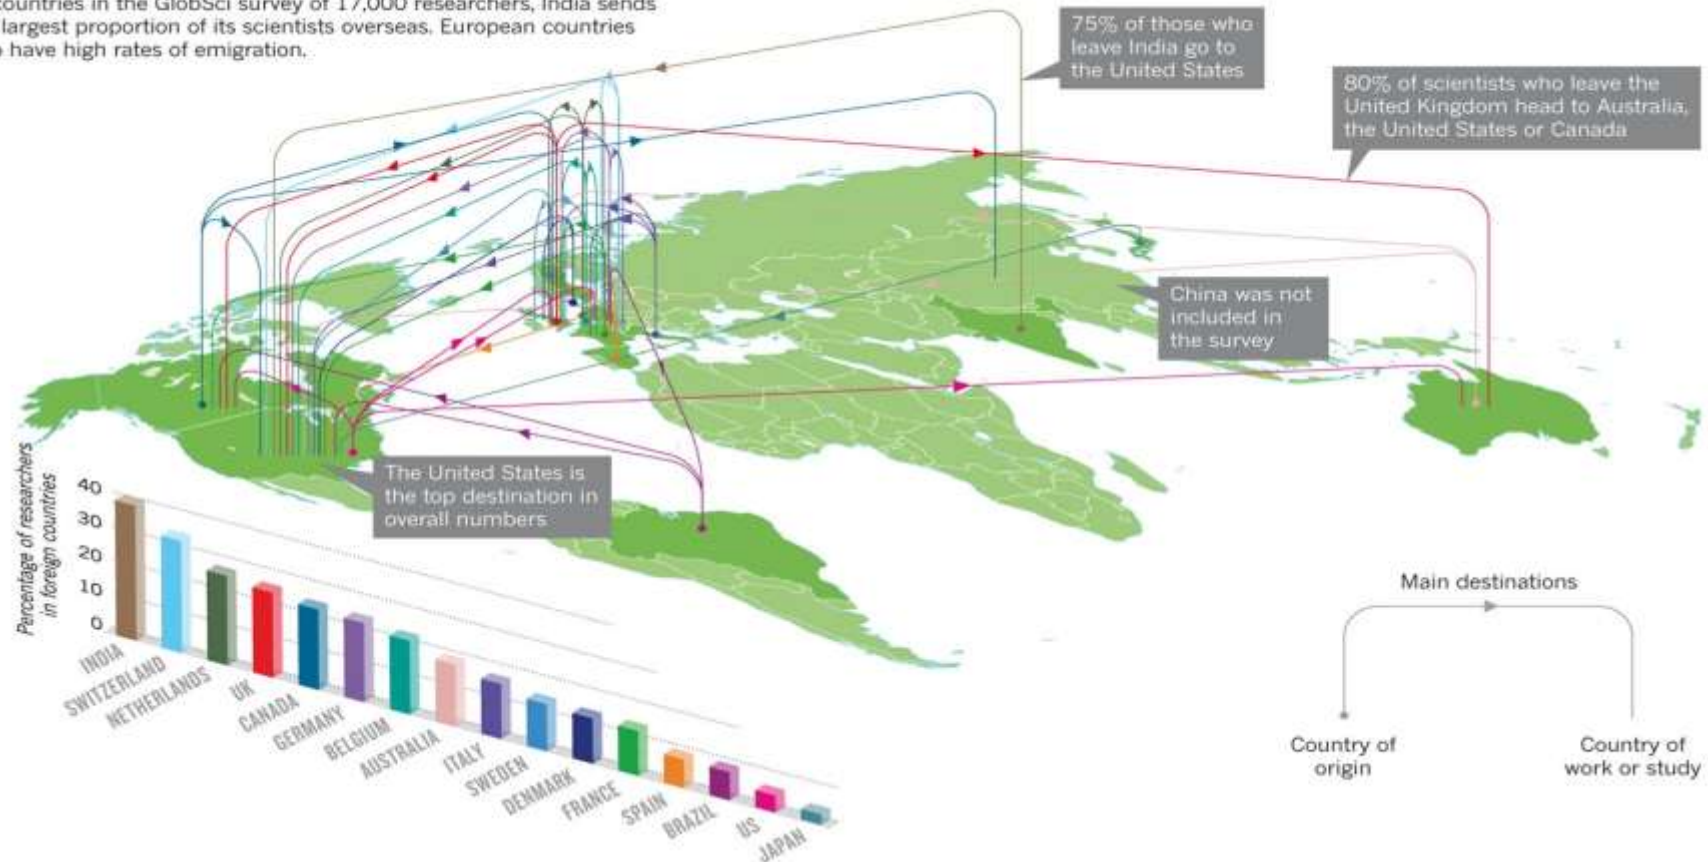 countries in the GlobSci survey of 17,000 researchers, India sends
largest proportion of its scientists overseas. European countries
have high rates of emigration.
75% of those who
leave India go to
the United States
80% of scientists who leave the
United Kingdom head to Australia,
the United States or Canada
China was not
included in
the survey
The United States is
the top destination in
overall numbers
Percentage of researchers
in foreign countries
40
30
20
10
0
INDIA
SWITZERLAND
NETHERLANDS
UK
CANADA
GERMANY
BELGIUM
AUSTRALIA
ITALY
SWEDEN
DENMARK
FRANCE
SPAIN
BRAZIL
US
JAPAN
Main destinations
Country of
origin
Country of
work or study